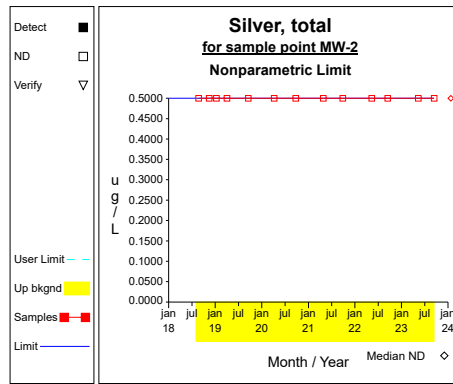 Detect
ND
Verify
User Limit
Up bkgnd
Samples
Limit
Silver, total
for sample point MW-2
Nonparametric Limit
0.5000
0.4500
0.4000
0.3500
0.3000
0.2500
0.2000
0.1500
0.1000
0.0500
0.0000
ug/L
jan jul jan jul jan jul jan jul jan jul jan jul jan
18 19 20 21 22 23 24
Month / Year
Median ND